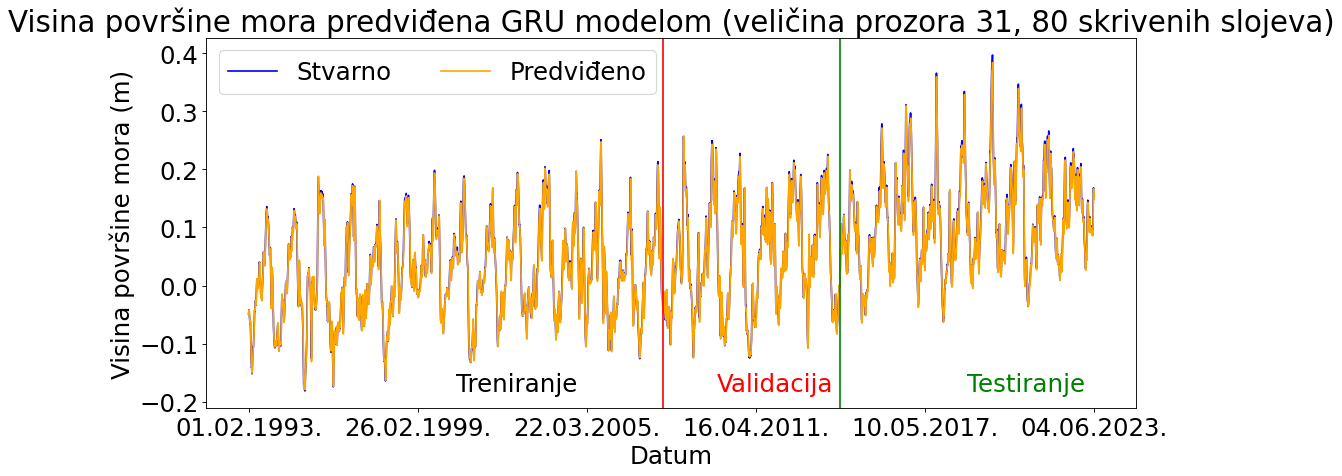 Visina površine mora predviđena GRU modelom (veličina prozora 31, 80 skrivenih slojeva)
Stvarno
Predviđeno
Visina površine mora (m)
0.4
0.3
0.2
0.1
0.0
−0.1
−0.2
Treniranje
Validacija
Testiranje
01.02.1993.
26.02.1999.
22.03.2005.
16.04.2011.
10.05.2017.
04.06.2023.
Datum